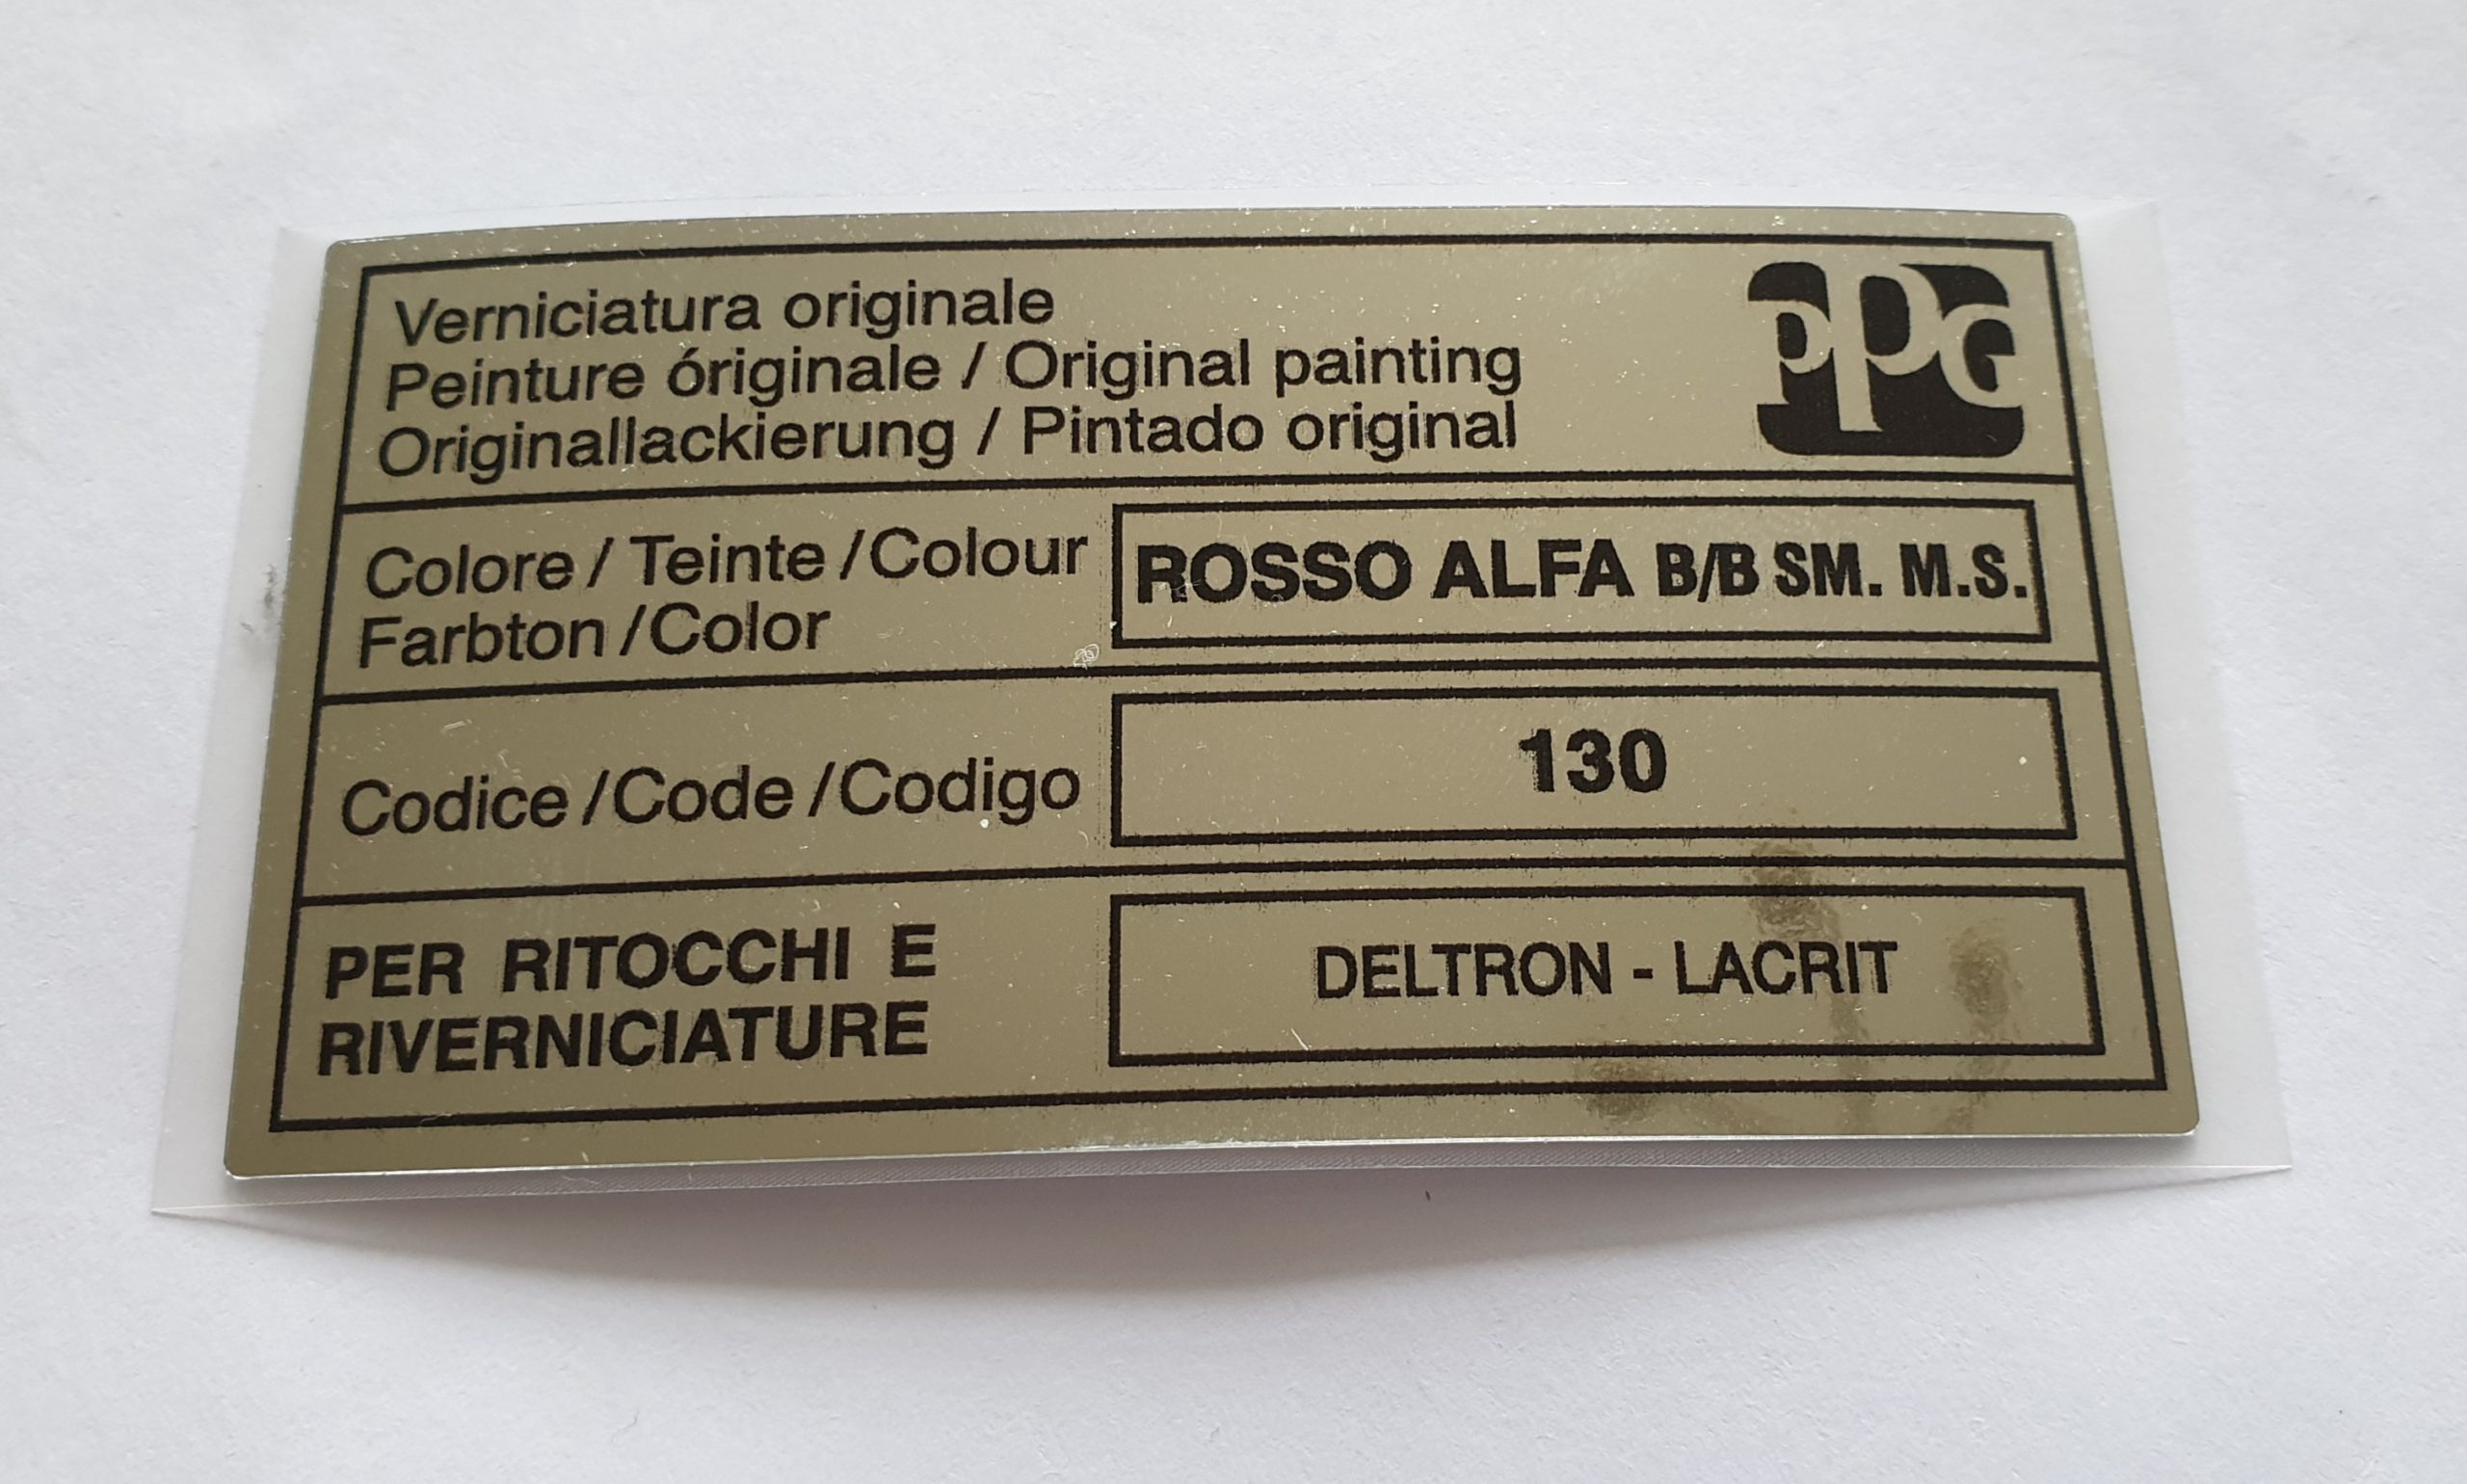 Verniciatura originale
Peinture óriginale / Original painting
Originallackierung / Pintado original
PPG
Colore / Teinte / Colour
Farbton / Color
ROSSO ALFA B/B SM. M.S.
Codice / Code / Codigo
130
PER RITOCCHI E
RIVERNICIATURE
DELTRON - LACRIT